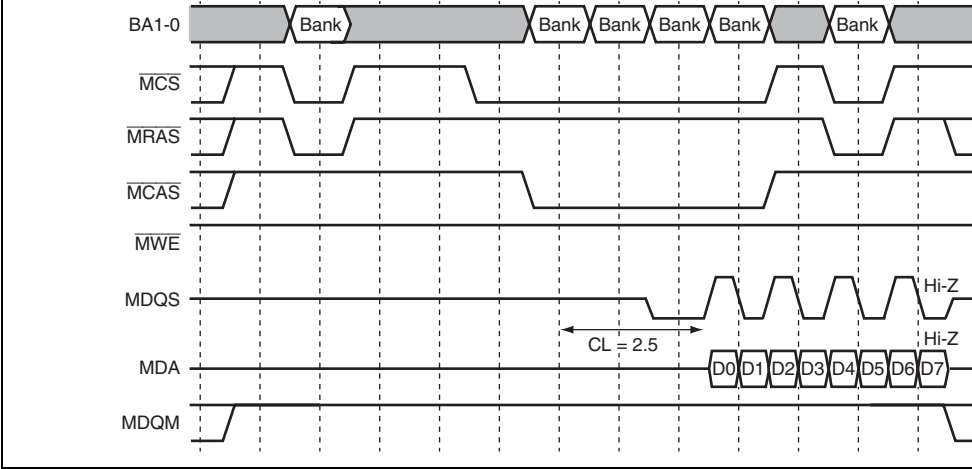 BA1-0 Bank Bank Bank Bank Bank Bank
MCS
MRAS
MCAS
MWE
MDQS Hi-Z
CL = 2.5
Hi-Z
MDA D0 D1 D2 D3 D4 D5 D6 D7
MDQM